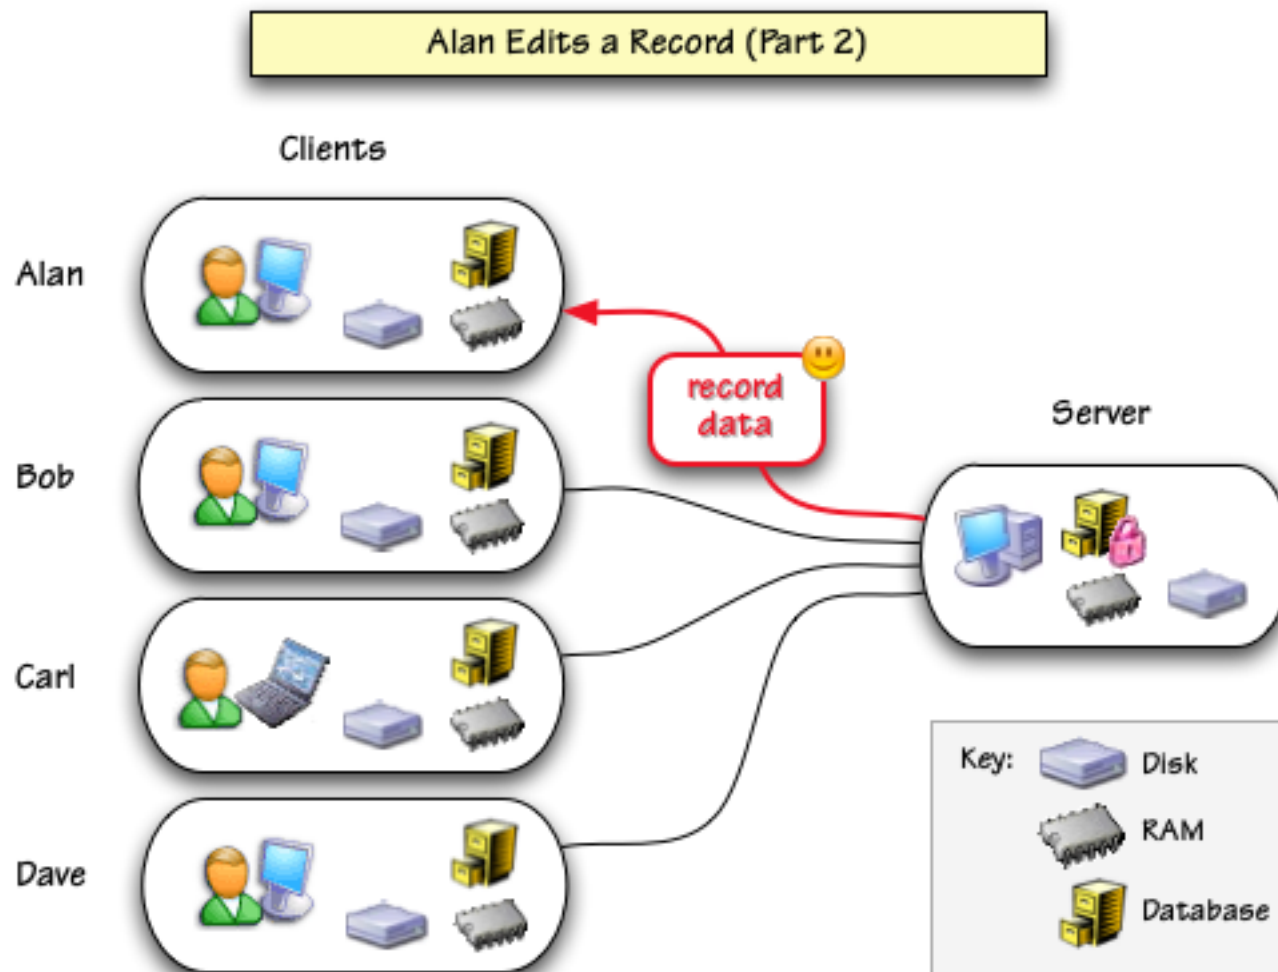 Alan Edits a Record (Part 2)
Clients
Alan
record
data
Server
Bob
Carl
Key:
Disk
RAM
Dave
Database